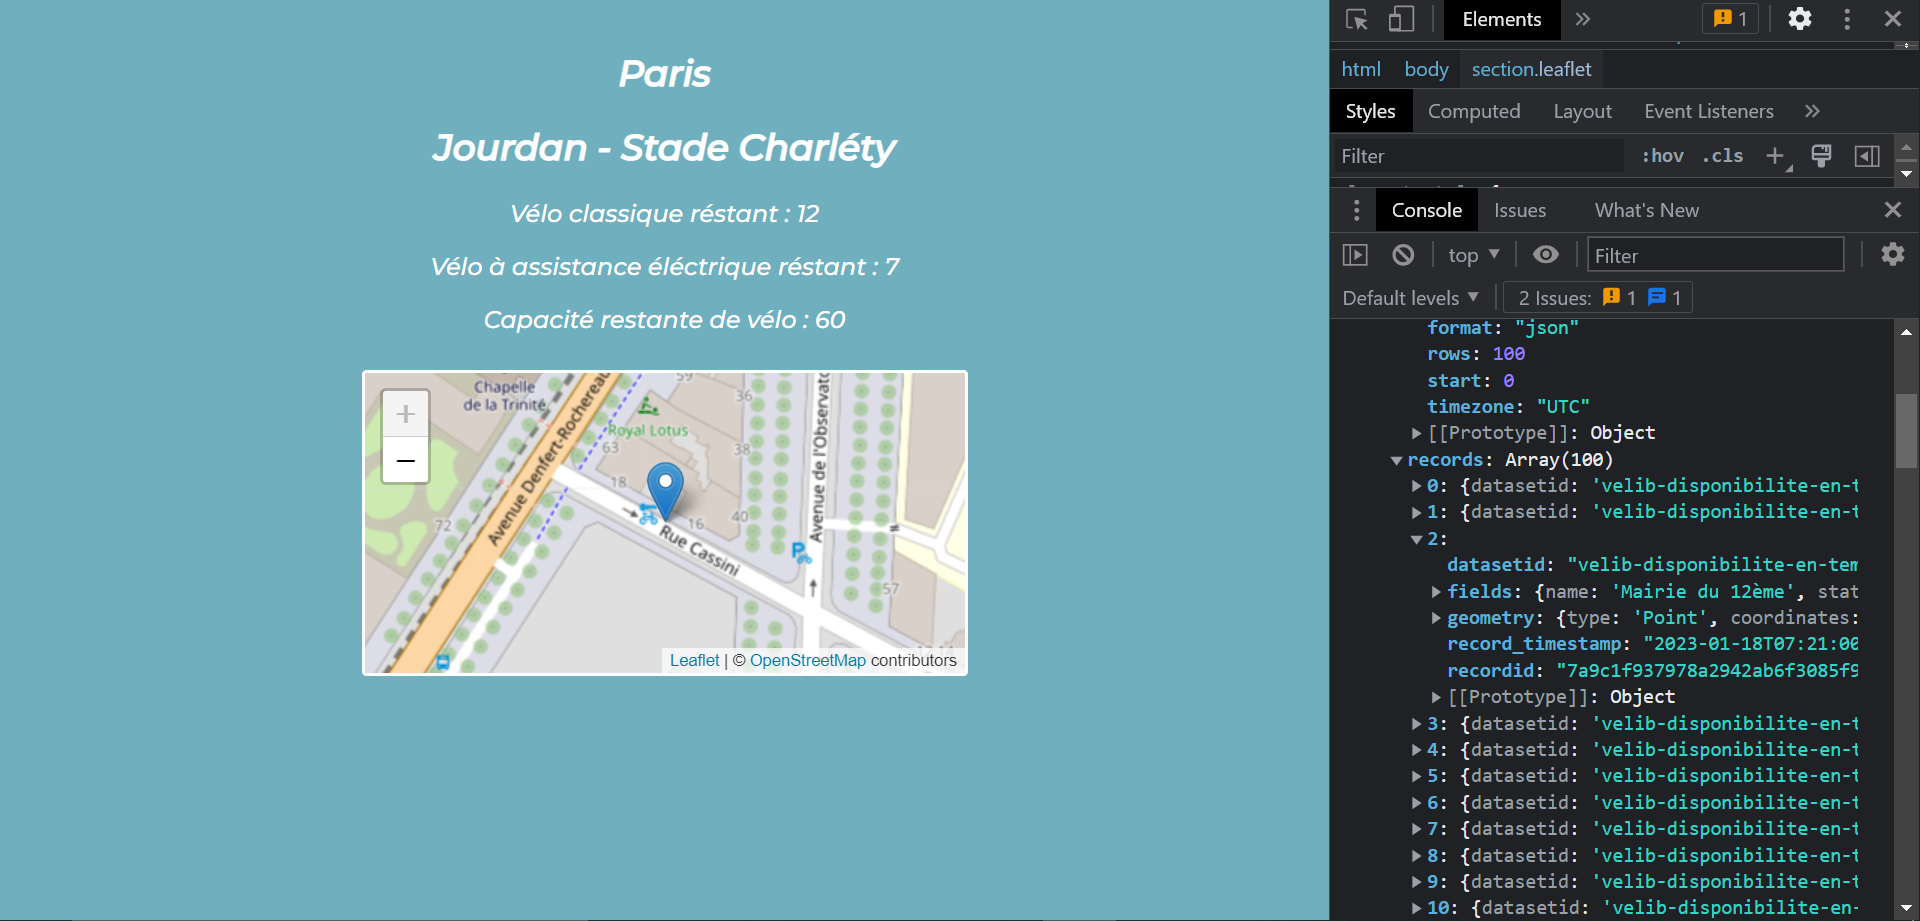 Paris
Jourdan - Stade Charléty
Vélo classique réstant : 12
Vélo à assistance éléctrique réstant : 7
Capacité restante de vélo : 60
+
−
Chapelle
de la Trinité
Avenue Denfert-Rochereau
59
36
Royal Lotus
63
38
18
16
40
72
57
Rue Cassini
Avenue de l'Observat
P
Leaflet | © OpenStreetMap contributors
Elements
1
html body section.leaflet
Styles Computed Layout Event Listeners
Filter :hov .cls
Console Issues What's New
top Filter
Default levels 2 Issues: 1 1
format: "json"
rows: 100
start: 0
timezone: "UTC"
[[Prototype]]: Object
records: Array(100)
0: {datasetid: 'velib-disponibilite-en-t
1: {datasetid: 'velib-disponibilite-en-t
2:
datasetid: "velib-disponibilite-en-tem
fields: {name: 'Mairie du 12ème', stat
geometry: {type: 'Point', coordinates:
record_timestamp: "2023-01-18T07:21:00
recordid: "7a9c1f937978a2942ab6f3085f9
[[Prototype]]: Object
3: {datasetid: 'velib-disponibilite-en-t
4: {datasetid: 'velib-disponibilite-en-t
5: {datasetid: 'velib-disponibilite-en-t
6: {datasetid: 'velib-disponibilite-en-t
7: {datasetid: 'velib-disponibilite-en-t
8: {datasetid: 'velib-disponibilite-en-t
9: {datasetid: 'velib-disponibilite-en-t
10: {datasetid: 'velib-disponibilite-en-